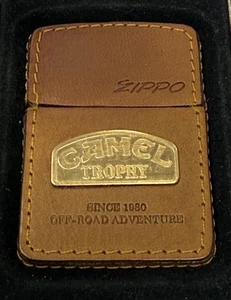 ZIPPO
CAMEL
TROPHY
SINCE 1980
OFF-ROAD ADVENTURE